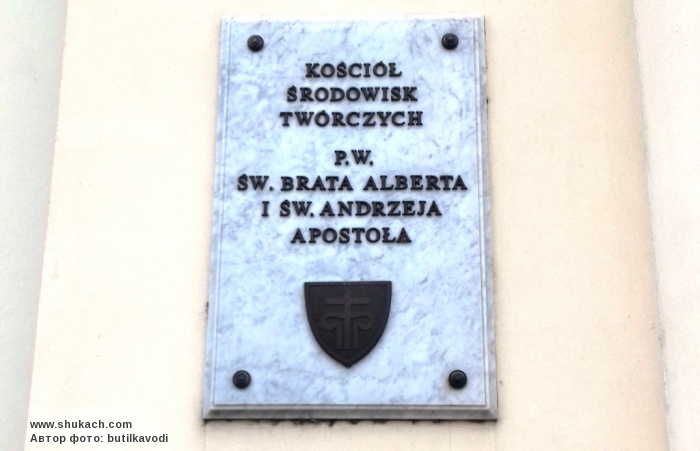 KOŚCIÓŁ
ŚRODOWISK
TWÓRCZYCH
P.W.
ŚW. BRATA ALBERTA
I ŚW. ANDRZEJA
APOSTOŁA
www.shukach.com
Автор фото: butilkavodi